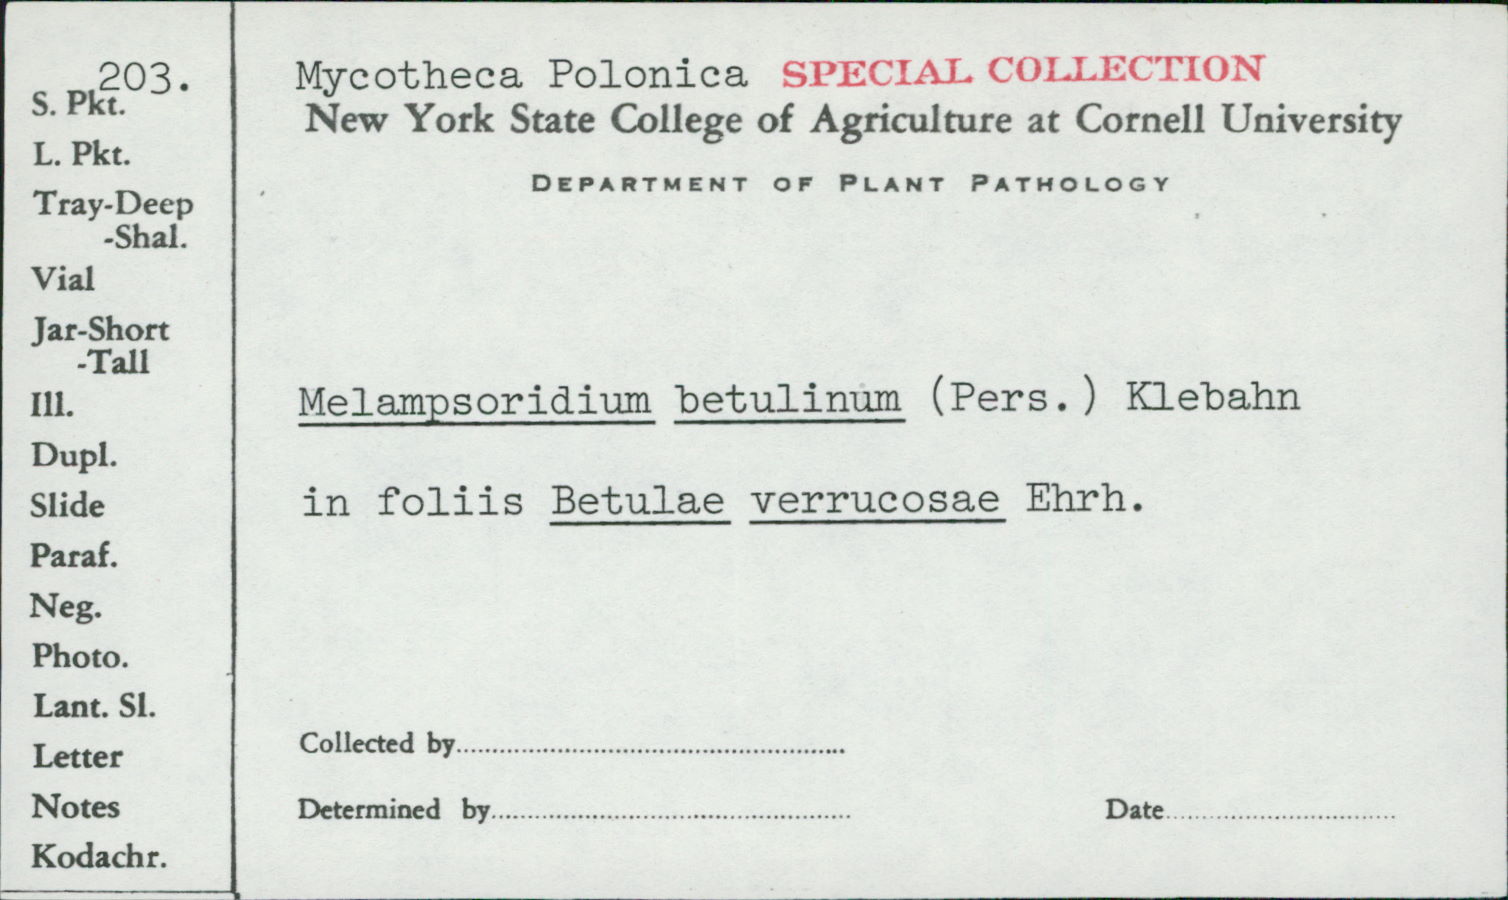 203.
S. Pkt.
L. Pkt.
Tray-Deep
-Shal.
Vial
Jar-Short
-Tall
Ill.
Dupl.
Slide
Paraf.
Neg.
Photo.
Lant. Sl.
Letter
Notes
Kodachr.
Mycotheca Polonica SPECIAL COLLECTION
New York State College of Agriculture at Cornell University
DEPARTMENT OF PLANT PATHOLOGY
Melampsoridium betulinum (Pers.) Klebahn
in foliis Betulae verrucosae Ehrh.
Collected by
Determined by
Date